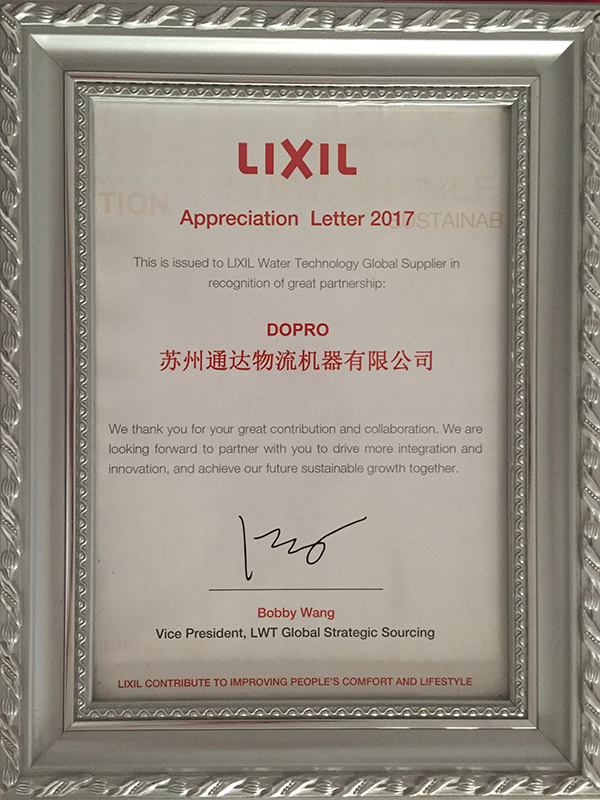 LIXIL
TION
SUSTAINAB
Appreciation Letter 2017
This is issued to LIXIL Water Technology Global Supplier in
recognition of great partnership:
DOPRO
苏州通达物流机器有限公司
We thank you for your great contribution and collaboration. We are
looking forward to partner with you to drive more integration and
innovation, and achieve our future sustainable growth together.
Bobby Wang
Vice President, LWT Global Strategic Sourcing
LIXIL CONTRIBUTE TO IMPROVING PEOPLE'S COMFORT AND LIFESTYLE